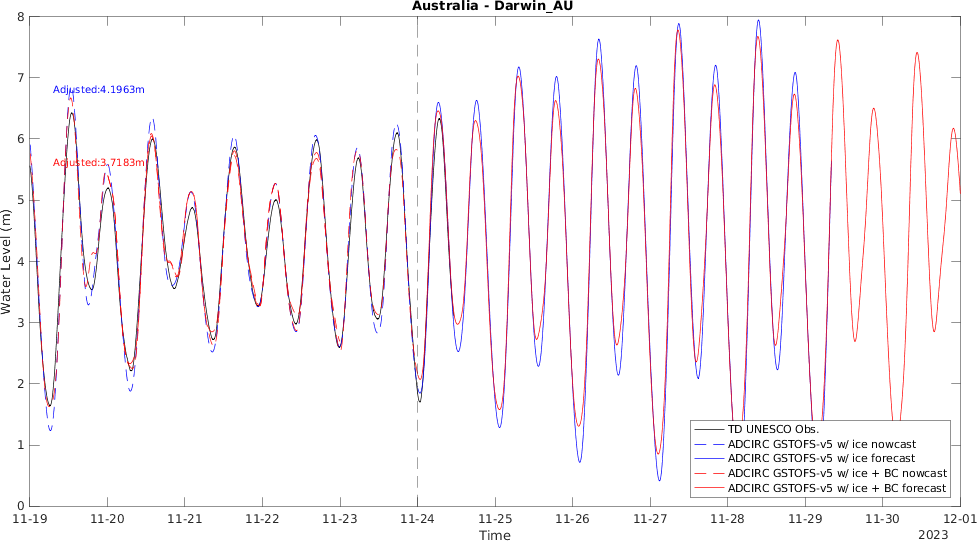 Australia - Darwin_AU
Water Level (m)
8
7
6
5
4
3
2
1
0
Adjusted:4.1963m
Adjusted:3.7183m
TD UNESCO Obs.
ADCIRC GSTOFS-v5 w/ ice nowcast
ADCIRC GSTOFS-v5 w/ ice forecast
ADCIRC GSTOFS-v5 w/ ice + BC nowcast
ADCIRC GSTOFS-v5 w/ ice + BC forecast
11-19 11-20 11-21 11-22 11-23 11-24 11-25 11-26 11-27 11-28 11-29 11-30 12-01
Time
2023